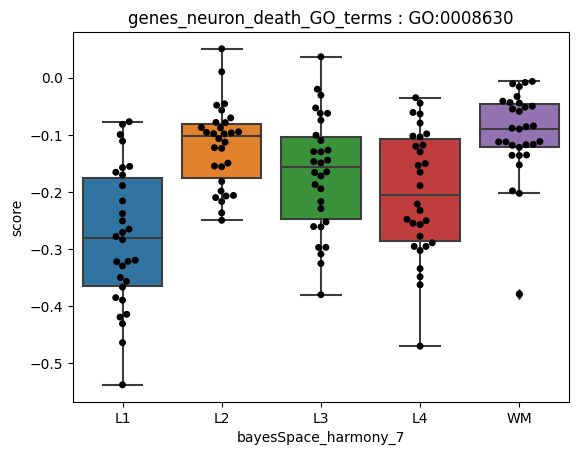 genes_neuron_death_GO_terms : GO:0008630
score
0.0
−0.1
−0.2
−0.3
−0.4
−0.5
L1 L2 L3 L4 WM
bayesSpace_harmony_7